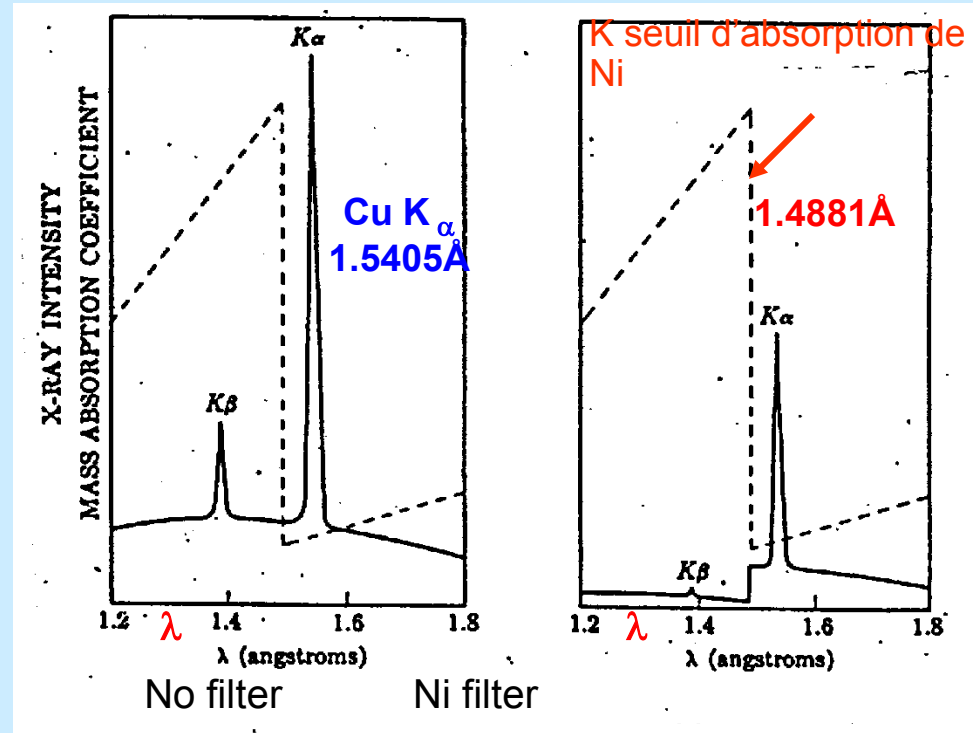 X-RAY INTENSITY
MASS ABSORPTION COEFFICIENT
Kα
Kβ
Cu K α
1.5405Å
1.2 λ 1.4 1.6 1.8
λ (angstroms)
No filter
K seuil d'absorption de
Ni
1.4881Å
Kα
Kβ
1.2 λ 1.4 1.6 1.8
λ (angstroms)
Ni filter